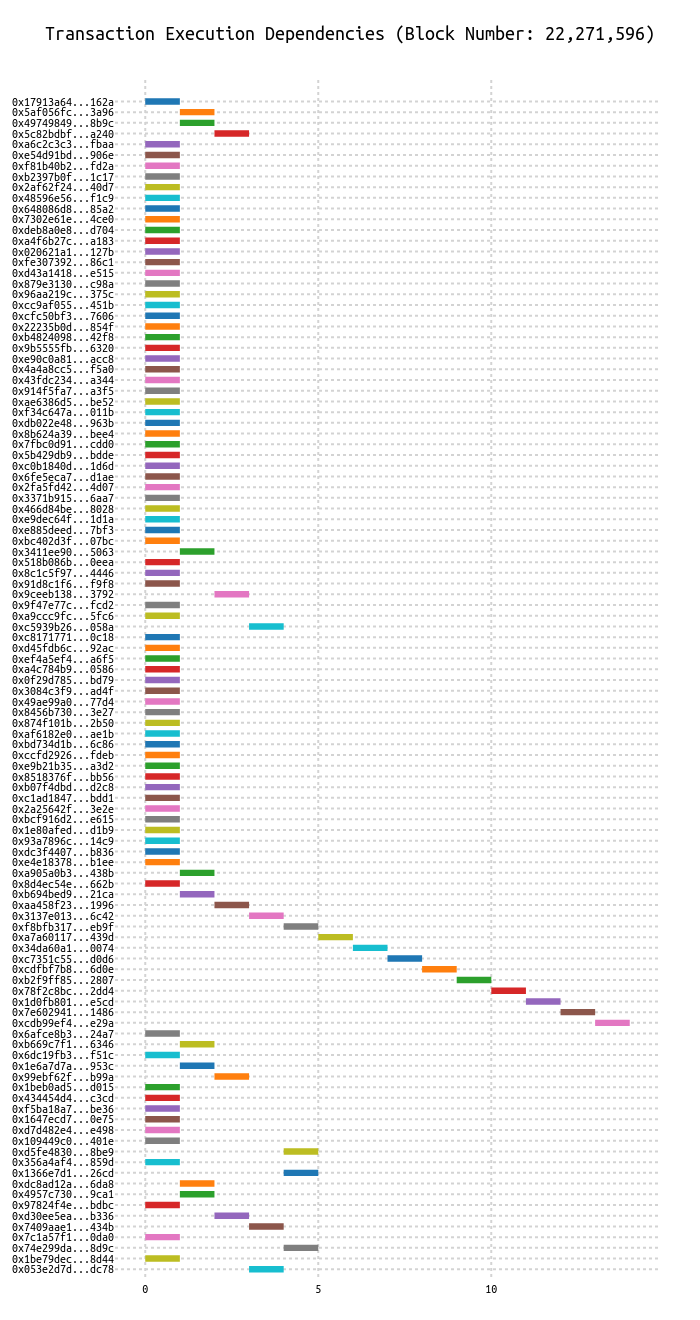 Transaction Execution Dependencies (Block Number: 22,271,596)
0x17913a64...162a
0x5af056fc...3a96
0x49749849...8b9c
0x5c82bdbf...a240
0xa6c2c3c3...fbaa
0xe54d91bd...906e
0xf81b40b2...fd2a
0xb2397b0f...1c17
0x2af62f24...40d7
0x48596e56...f1c9
0x648086d8...85a2
0x7302e61e...4ce0
0xdeb8a0e8...d704
0xa4f6b27c...a183
0x020621a1...127b
0xfe307392...86c1
0xd43a1418...e515
0x879e3130...c98a
0x96aa219c...375c
0xcc9af055...451b
0xcfc50bf3...7606
0x22235b0d...854f
0xb4824098...42f8
0x9b5555fb...6320
0xe90c0a81...acc8
0x4a4a8cc5...f5a0
0x43fdc234...a344
0x914f5fa7...a3f5
0xae6386d5...be52
0xf34c647a...011b
0xdb022e48...963b
0x8b624a39...bee4
0x7fbc0d91...cdd0
0x5b429db9...bdde
0xc0b1840d...1d6d
0x6fe5eca7...d1ae
0x2fa5fd42...4d07
0x3371b915...6aa7
0x466d84be...8028
0xe9dec64f...1d1a
0xe885deed...7bf3
0xbc402d3f...07bc
0x3411ee90...5063
0x518b086b...0eea
0x8c1c5f97...4446
0x91d8c1f6...f9f8
0x9ceeb138...3792
0x9f47e77c...fcd2
0xa9ccc9fc...5fc6
0xc5939b26...058a
0xc8171771...0c18
0xd45fdb6c...92ac
0xef4a5ef4...a6f5
0xa4c784b9...0586
0x0f29d785...bd79
0x3084c3f9...ad4f
0x49ae99a0...77d4
0x8456b730...3e27
0x874f101b...2b50
0xaf6182e0...ae1b
0xbd734d1b...6c86
0xccfd2926...fdeb
0xe9b21b35...a3d2
0x8518376f...bb56
0xb07f4dbd...d2c8
0xc1ad1847...bdd1
0x2a25642f...3e2e
0xbcf916d2...e615
0x1e80afed...d1b9
0x93a7896c...14c9
0xdc3f4407...b836
0xe4e18378...b1ee
0xa905a0b3...438b
0x8d4ec54e...662b
0xb694bed9...21ca
0xaa458f23...1996
0x3137e013...6c42
0xf8bfb317...eb9f
0xa7a60117...439d
0x34da60a1...0074
0xc7351c55...d0d6
0xcdfbf7b8...6d0e
0xb2f9ff85...2807
0x78f2c8bc...2dd4
0x1d0fb801...e5cd
0x7e602941...1486
0xcdb99ef4...e29a
0x6afce8b3...24a7
0xb669c7f1...6346
0x6dc19fb3...f51c
0x1e6a7d7a...953c
0x99ebf62f...b99a
0x1beb0ad5...d015
0x434454d4...c3cd
0xf5ba18a7...be36
0x1647ecd7...0e75
0xd7d482e4...e498
0x109449c0...401e
0xd5fe4830...8be9
0x356a4af4...859d
0x1366e7d1...26cd
0xdc8ad12a...6da8
0x4957c730...9ca1
0x97824f4e...bdbc
0xd30ee5ea...b336
0x7409aae1...434b
0x7c1a57f1...0da0
0x74e299da...8d9c
0x1be79dec...8d44
0x053e2d7d...dc78
0 5 10